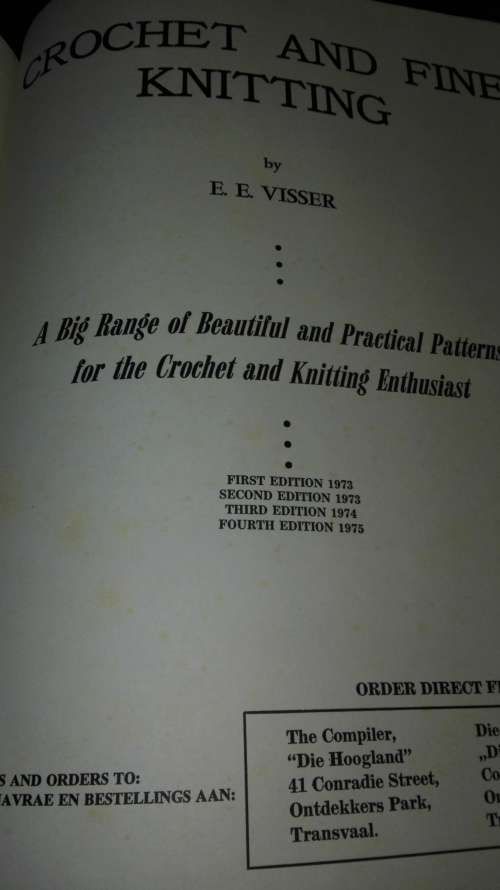 CROCHET AND FINE
KNITTING
by
E. E. VISSER
A Big Range of Beautiful and Practical Patterns
for the Crochet and Knitting Enthusiast
FIRST EDITION 1973
SECOND EDITION 1973
THIRD EDITION 1974
FOURTH EDITION 1975
ORDER DIRECT
AND ORDERS TO:
NAVRAE EN BESTELLINGS AAN:
The Compiler,
"Die Hoogland"
41 Conradie Street,
Ontdekkers Park,
Transvaal.
Die